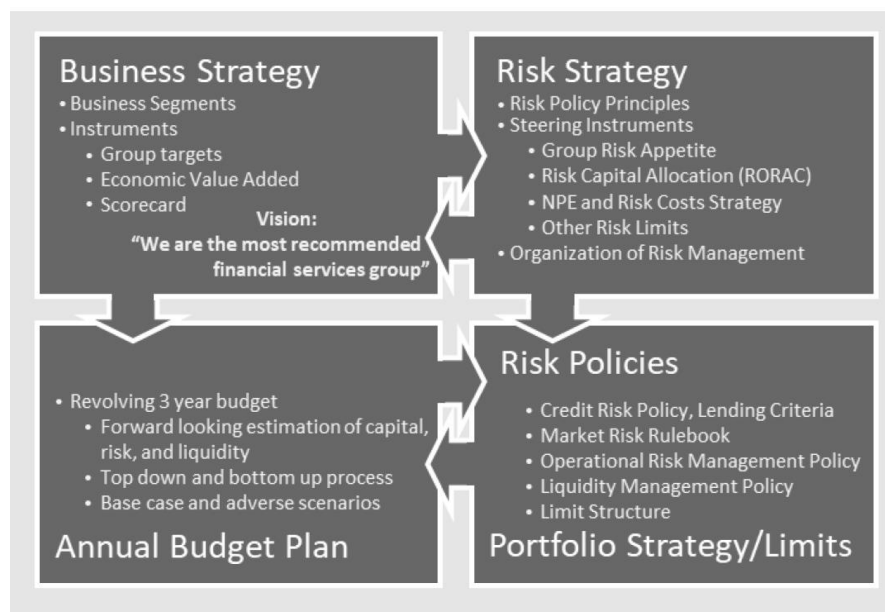 Business Strategy
• Business Segments
• Instruments
• Group targets
• Economic Value Added
• Scorecard
Vision:
“We are the most recommended
financial services group”
Risk Strategy
• Risk Policy Principles
• Steering Instruments
• Group Risk Appetite
• Risk Capital Allocation (RORAC)
• NPE and Risk Costs Strategy
• Other Risk Limits
• Organization of Risk Management
• Revolving 3 year budget
• Forward looking estimation of capital,
risk, and liquidity
• Top down and bottom up process
• Base case and adverse scenarios
Annual Budget Plan
Risk Policies
• Credit Risk Policy, Lending Criteria
• Market Risk Rulebook
• Operational Risk Management Policy
• Liquidity Management Policy
• Limit Structure
Portfolio Strategy/Limits